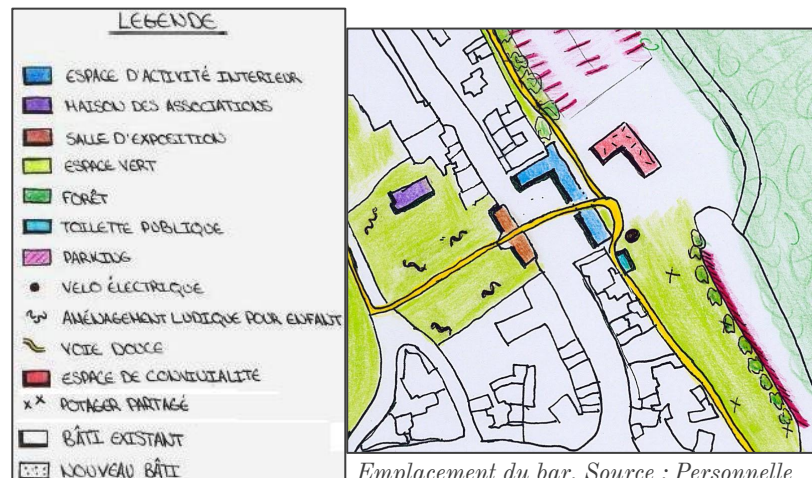 LEGENDE
ESPACE D'ACTIVITÉ INTERIEUR
MAISON DES ASSOCIATIONS
SALLE D'EXPOSITION
ESPACE VERT
FORÊT
TOILETTE PUBLIQUE
PARKING
VELO ÉLECTRIQUE
AMÉNAGEMENT LUDIQUE POUR ENFANT
VOIE DOUCE
ESPACE DE CONVIVIALITÉ
POTAGER PARTAGÉ
BÂTI EXISTANT
NOUVEAU BÂTI
Emplacement du bar. Source : Personnelle